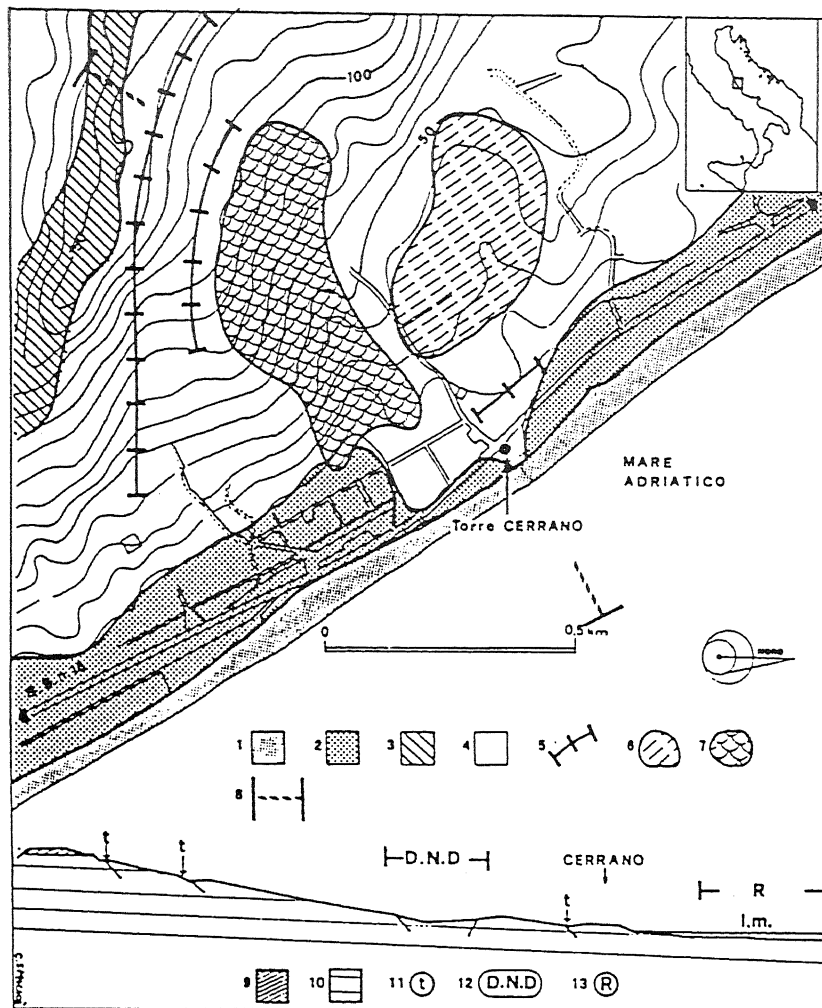 100
50
MARE
ADRIATICO
Torre CERRANO
0 0,5 km
NORD
1 2 3 4 5 6 7
8
t t D.N.D CERRANO
t R
l.m.
9 10 11 t 12 D.N.D 13 R